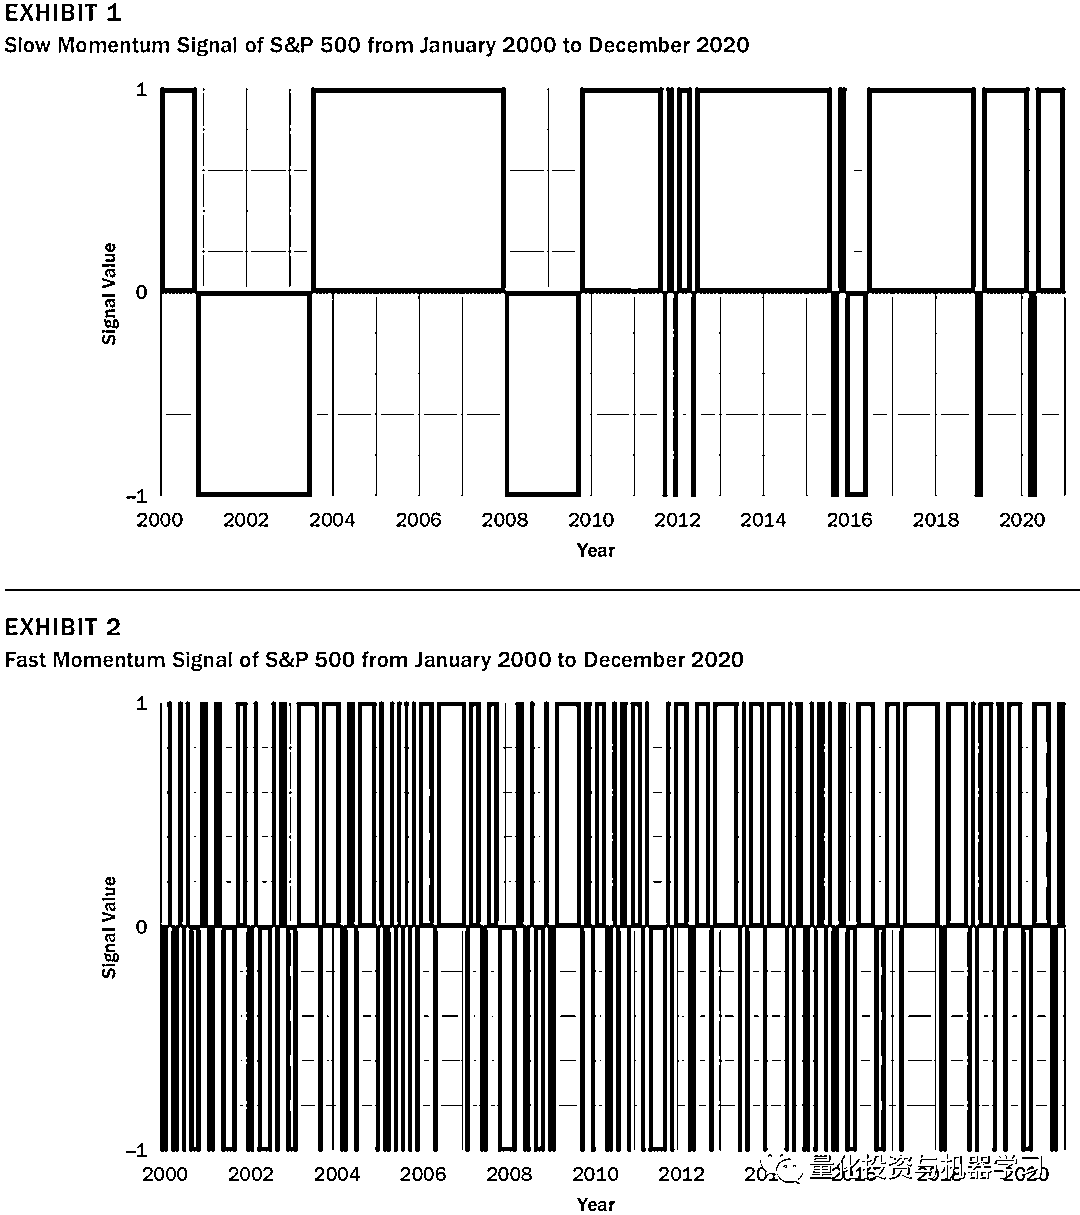 EXHIBIT 1
Slow Momentum Signal of S&P 500 from January 2000 to December 2020
1
0
–1
Signal Value
2000 2002 2004 2006 2008 2010 2012 2014 2016 2018 2020
Year
EXHIBIT 2
Fast Momentum Signal of S&P 500 from January 2000 to December 2020
1
0
–1
Signal Value
2000 2002 2004 2006 2008 2010 2012 2014 2016 2018 2020
Year
量化投资与机器学习